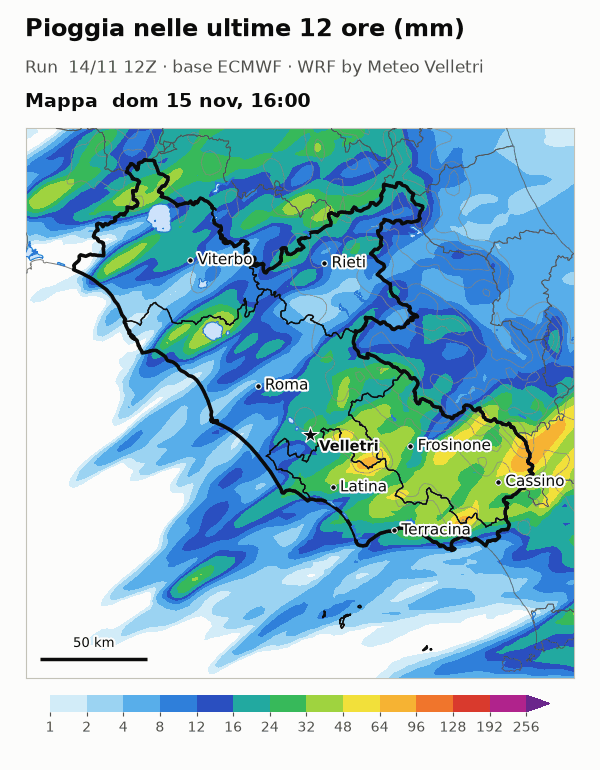 Pioggia nelle ultime 12 ore (mm)
Run 14/11 12Z · base ECMWF · WRF by Meteo Velletri
Mappa dom 15 nov, 16:00
Viterbo
Rieti
Roma
Velletri
Frosinone
Latina
Cassino
Terracina
50 km
1 2 4 8 12 16 24 32 48 64 96 128 192 256